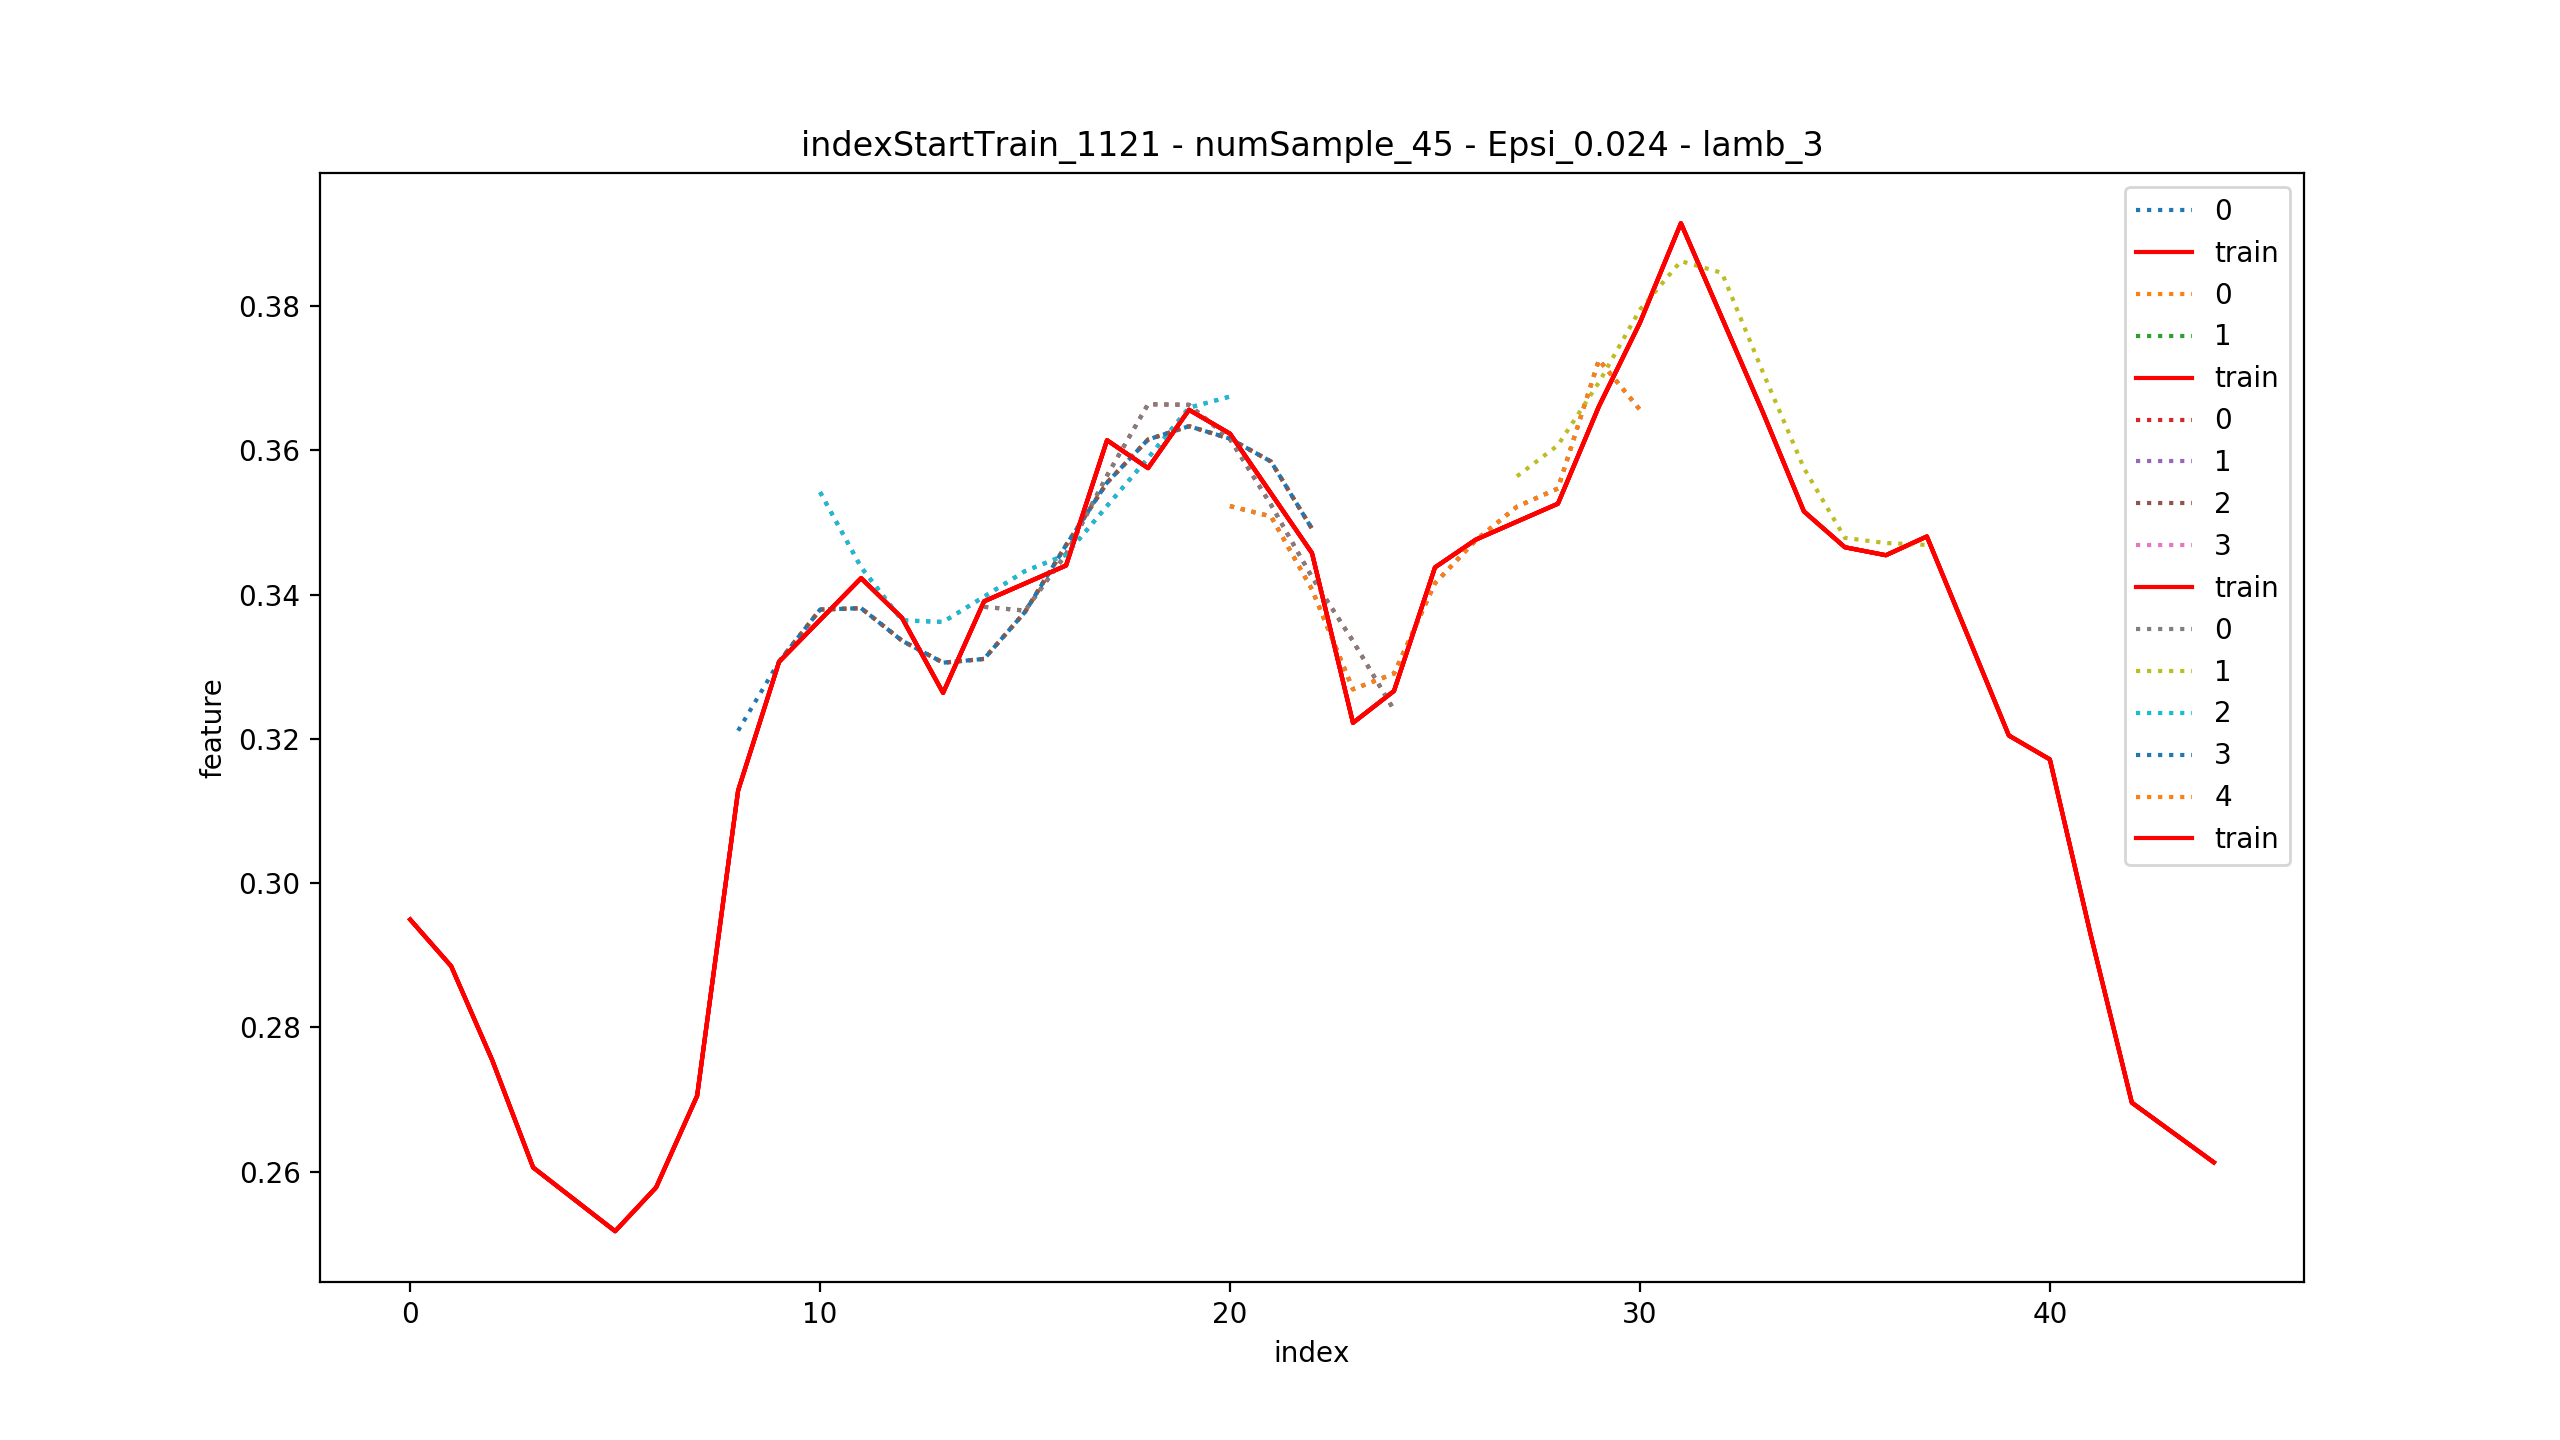 indexStartTrain_1121 - numSample_45 - Epsi_0.024 - lamb_3
0
train
0
1
train
0
1
2
3
train
0
1
2
3
4
train
0.38
0.36
0.34
0.32
0.30
0.28
0.26
feature
0 10 20 30 40
index